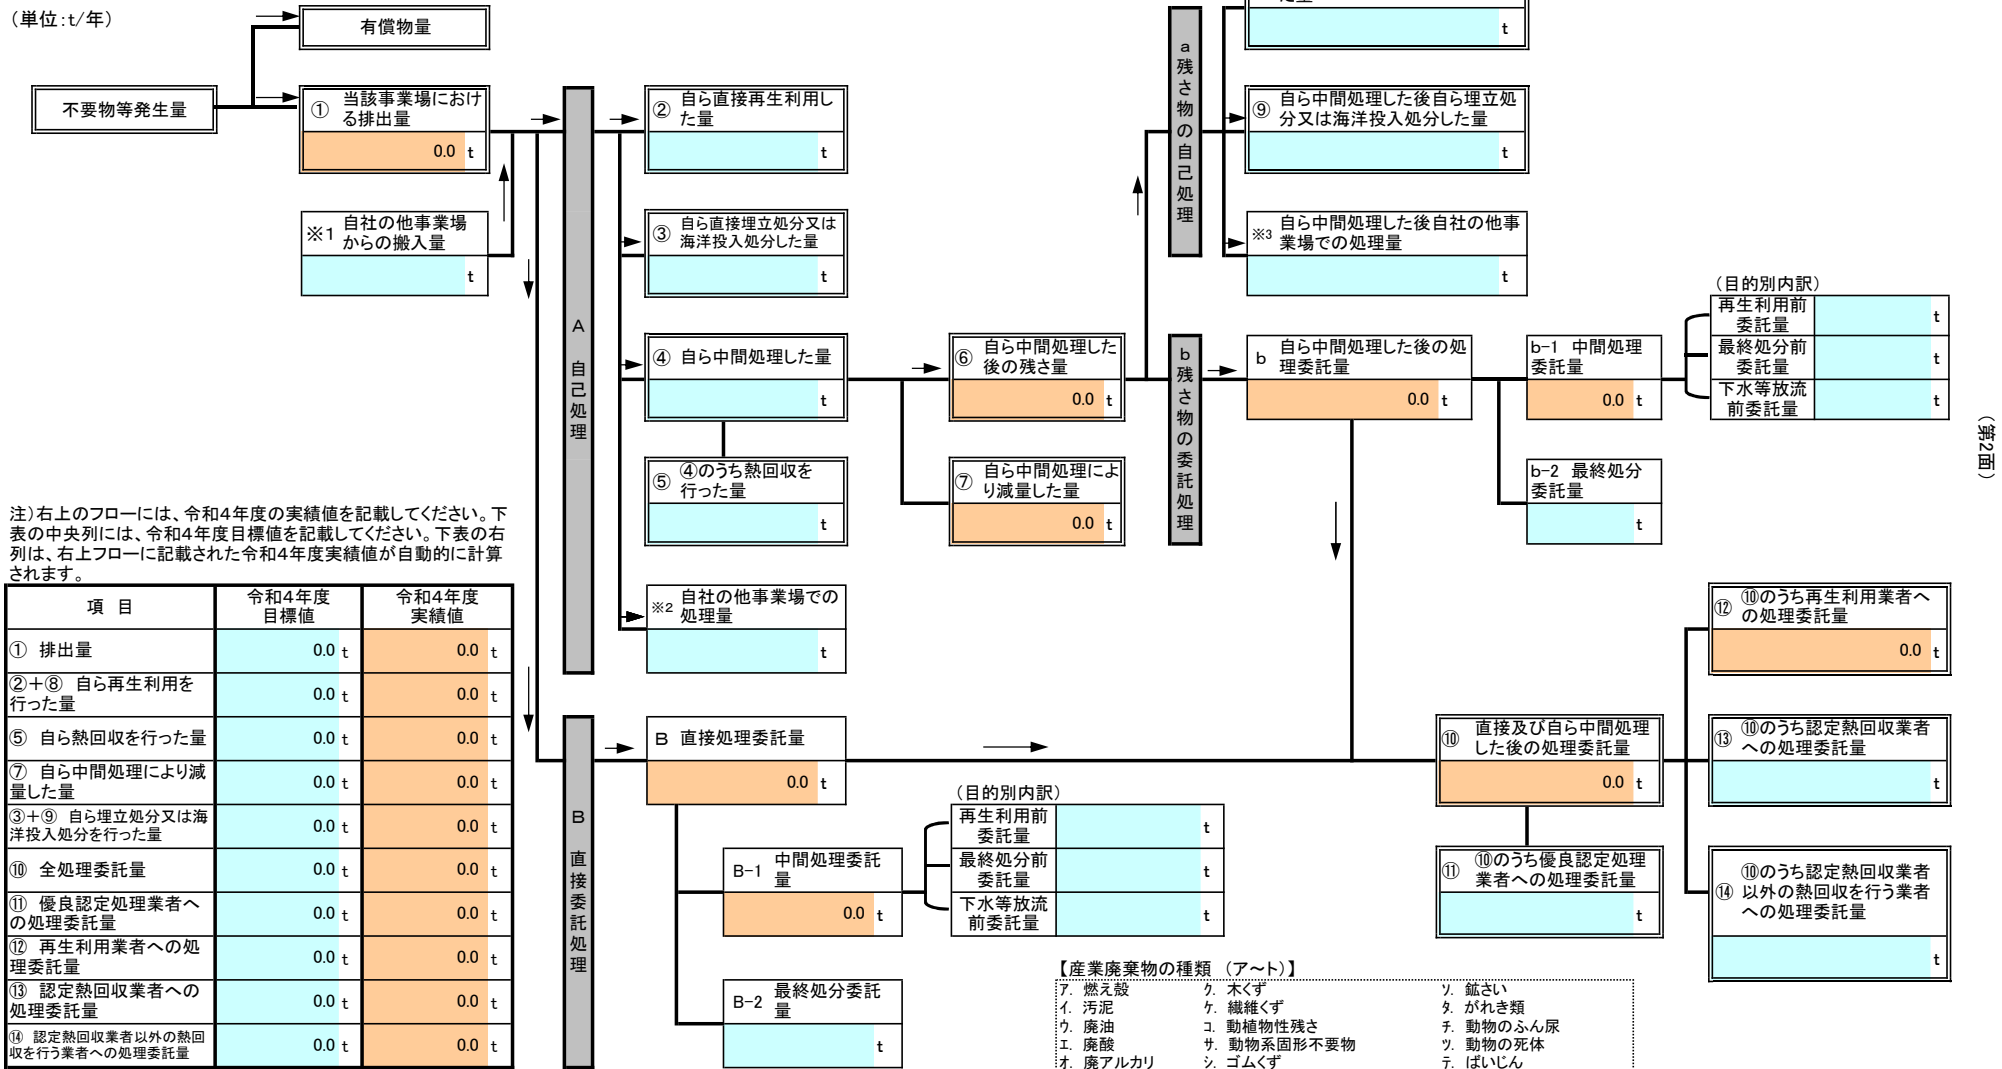 （単位：t/年）
有償物量
不要物等発生量
① 当該事業場におけ
る排出量
0.0 t
※1 自社の他事業場
からの搬入量
t
A 自己処理
② 自ら直接再生利用し
た量
t
③ 自ら直接埋立処分又は
海洋投入処分した量
t
④ 自ら中間処理した量
t
⑤ ④のうち熱回収を
行った量
t
※2 自社の他事業場での
処理量
t
⑥ 自ら中間処理した
後の残さ量
0.0 t
⑦ 自ら中間処理によ
り減量した量
0.0 t
a 残さ物の自己処理
t
⑨ 自ら中間処理した後自ら埋立処
分又は海洋投入処分した量
t
※3 自ら中間処理した後自社の他事
業場での処理量
t
b 残さ物の委託処理
b 自ら中間処理した後の処
理委託量
0.0 t
b-1 中間処理
委託量
0.0 t
b-2 最終処分
委託量
t
（目的別内訳）
再生利用前
委託量
t
最終処分前
委託量
t
下水等放流
前委託量
t
（第2面）
注）右上のフローには、令和4年度の実績値を記載してください。下
表の中央列には、令和4年度目標値を記載してください。下表の右
列は、右上フローに記載された令和4年度実績値が自動的に計算
されます。
項 目
令和4年度
目標値
令和4年度
実績値
① 排出量
0.0 t 0.0 t
②＋⑧ 自ら再生利用を
行った量
0.0 t 0.0 t
⑤ 自ら熱回収を行った量
0.0 t 0.0 t
⑦ 自ら中間処理により減
量した量
0.0 t 0.0 t
③＋⑨ 自ら埋立処分又は海
洋投入処分を行った量
0.0 t 0.0 t
⑩ 全処理委託量
0.0 t 0.0 t
⑪ 優良認定処理業者へ
の処理委託量
0.0 t 0.0 t
⑫ 再生利用業者への処
理委託量
0.0 t 0.0 t
⑬ 認定熱回収業者への
処理委託量
0.0 t 0.0 t
⑭ 認定熱回収業者以外の熱回
収を行う業者への処理委託量
0.0 t 0.0 t
B 直接委託処理
B 直接処理委託量
0.0 t
B-1 中間処理委託
量
0.0 t
B-2 最終処分委託
量
t
（目的別内訳）
再生利用前
委託量
t
最終処分前
委託量
t
下水等放流
前委託量
t
⑩ 直接及び自ら中間処理
した後の処理委託量
0.0 t
⑪ ⑩のうち優良認定処理
業者への処理委託量
t
⑫ ⑩のうち再生利用業者へ
の処理委託量
0.0 t
⑬ ⑩のうち認定熱回収業者
への処理委託量
t
⑭ ⑩のうち認定熱回収業者
以外の熱回収を行う業者
への処理委託量
t
【産業廃棄物の種類 （ア～ト）】
ア. 燃え殻 ク. 木くず ソ. 鉱さい
イ. 汚泥 ケ. 繊維くず タ. がれき類
ウ. 廃油 コ. 動植物性残さ チ. 動物のふん尿
エ. 廃酸 サ. 動物系固形不要物 ツ. 動物の死体
オ. 廃アルカリ シ. ゴムくず テ. ばいじん